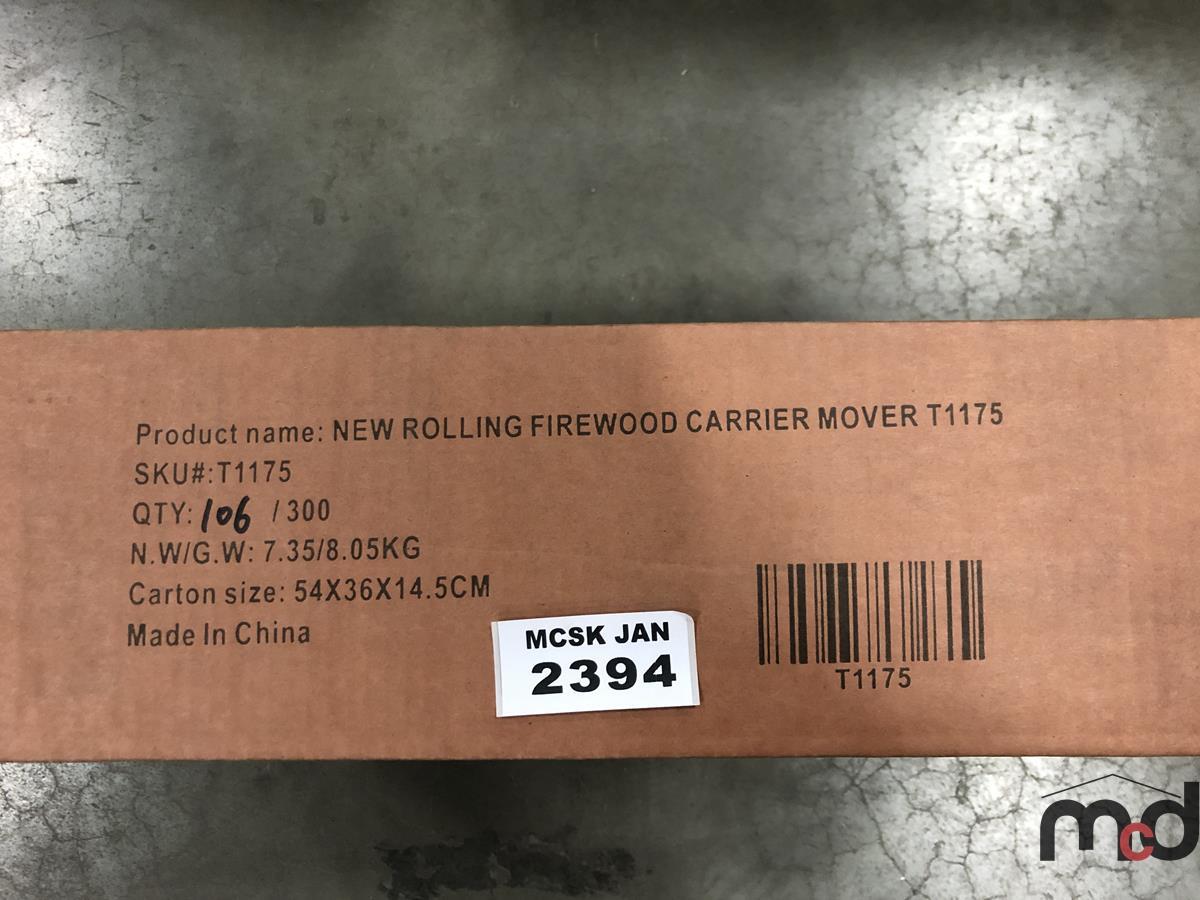 Product name: NEW ROLLING FIREWOOD CARRIER MOVER T1175
SKU#:T1175
QTY: 106 / 300
N.W/G.W: 7.35/8.05KG
Carton size: 54X36X14.5CM
Made In China
MCSK JAN
2394
T1175
mcd